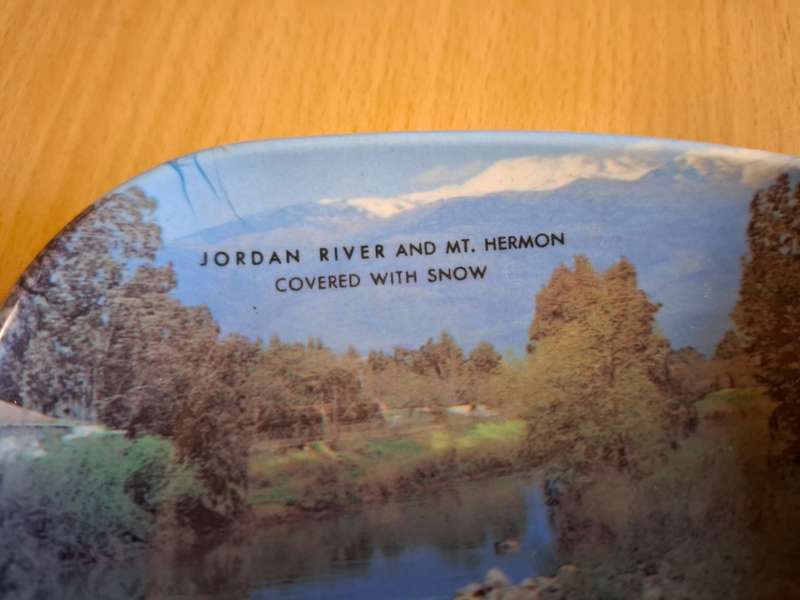 JORDAN RIVER AND MT. HERMON
COVERED WITH SNOW